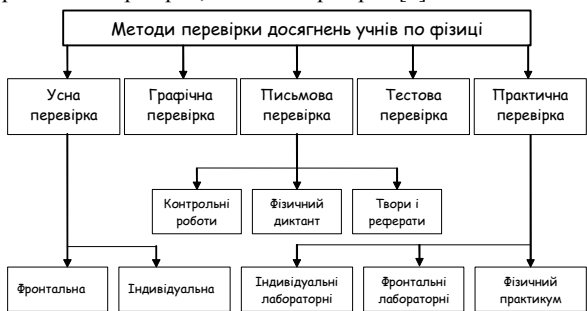 Методи перевірки досягнень учнів по фізиці
Усна
перевірка
Графічна
перевірка
Письмова
перевірка
Тестова
перевірка
Практична
перевірка
Контрольні
роботи
Фізичний
диктант
Твори і
реферати
Фронтальна
Індивідуальна
Індивідуальні
лабораторні
Фронтальні
лабораторні
Фізичний
практикум